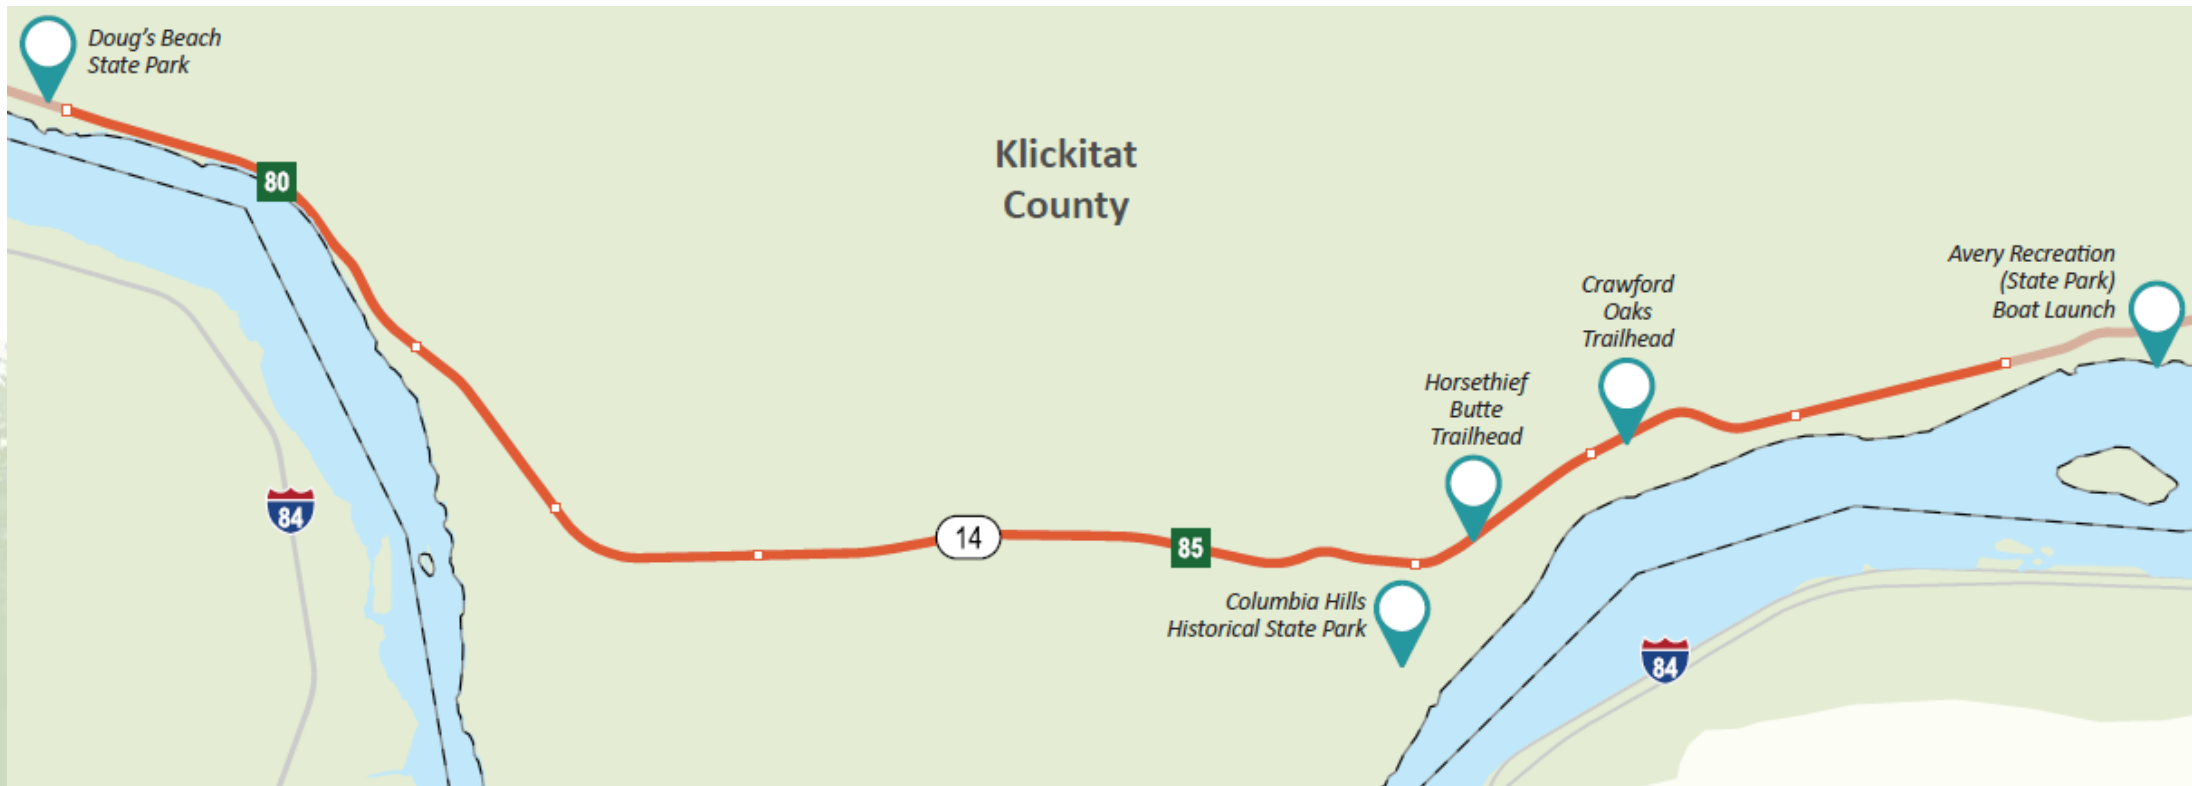 Doug's Beach
State Park
80
Klickitat
County
Avery Recreation
(State Park)
Boat Launch
Crawford
Oaks
Trailhead
Horsethief
Butte
Trailhead
84
14
85
Columbia Hills
Historical State Park
84